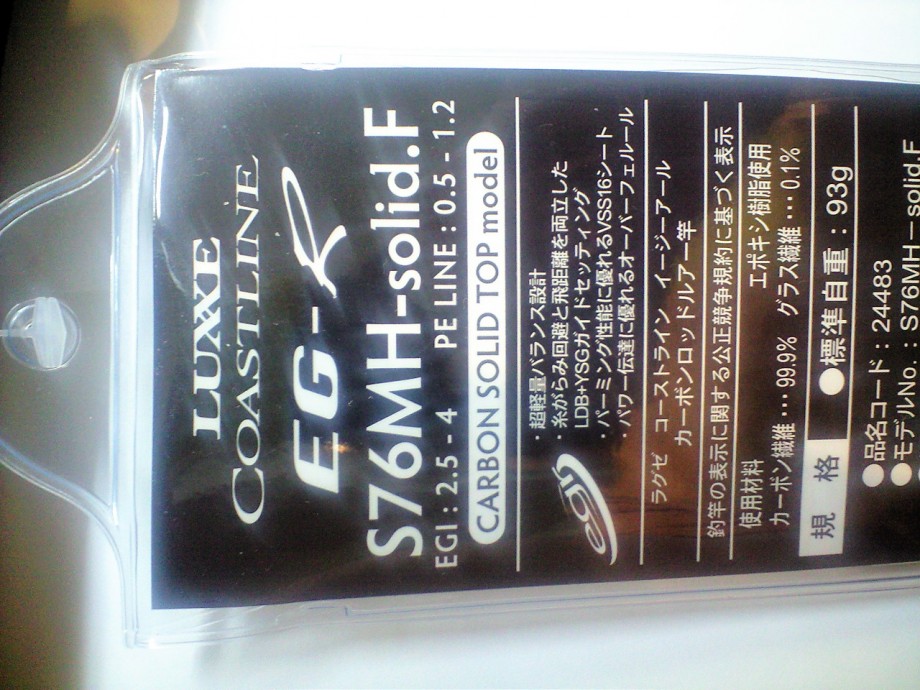 LUXXE
COASTLINE
EG-R
S76MH-solid.F
EGI : 2.5 - 4 PE LINE : 0.5 - 1.2
CARBON SOLID TOP model
egi
・超軽量バランス設計
・糸がらみ回避と飛距離を両立した
LDB+YSGガイドセッティング
・パーミング性能に優れるVSS16シート
・パワー伝達に優れるオーバーフェルール
ラグゼ コーストライン イージーアール
カーボンロッドルアー竿
釣竿の表示に関する公正競争規約に基づく表示
使用材料 エポキシ樹脂使用
カーボン繊維…99.9% グラス繊維…0.1%
規 格 ●標準自重:93g
●品名コード:24483
●モデルNo.:S76MH-solid.F